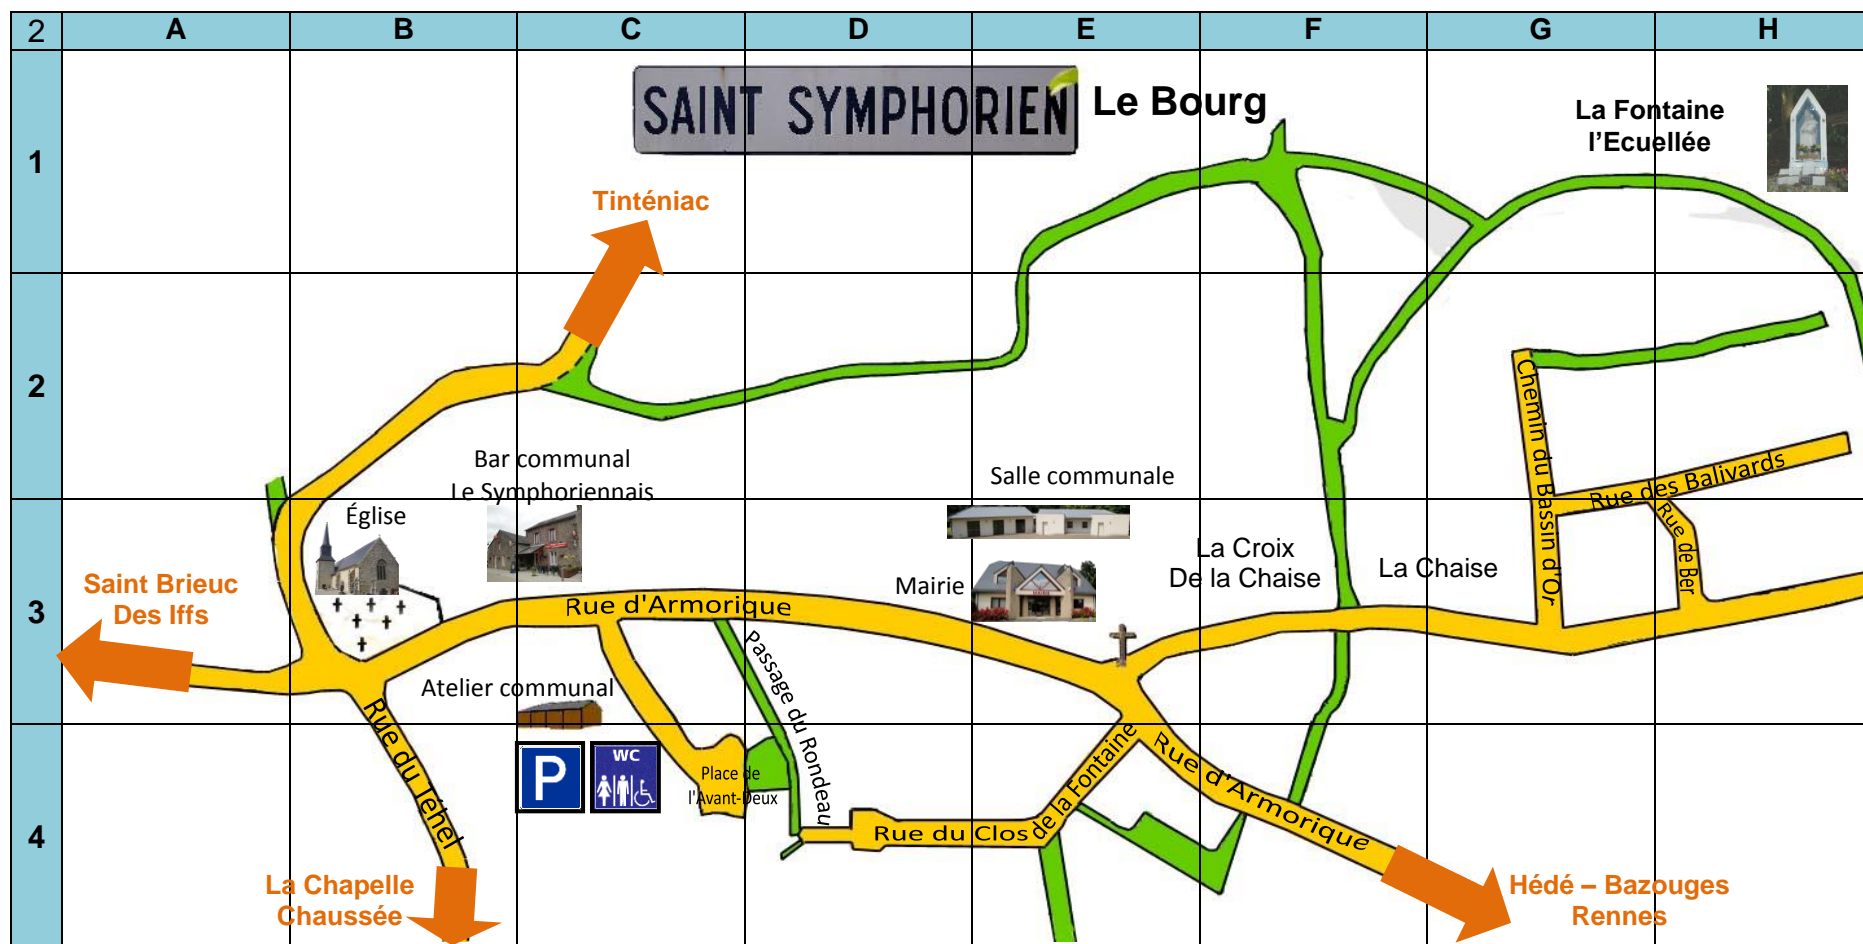 2 A B C D E F G H
1
2
3
4
SAINT SYMPHORIEN
Le Bourg
La Fontaine
l'Ecuellée
Tinténiac
Bar communal
Le Symphoriennais
Salle communale
Chemin du Bassin d'Or
Rue des Balivards
Rue de Ber
Église
Saint Brieuc
Des Iffs
Rue d'Armorique
Mairie
La Croix
De la Chaise
La Chaise
Passage du Rondeau
Atelier communal
Rue du Téhel
P
WC
Place de
l'Avant-Deux
Rue du Clos de la Fontaine
Rue d'Armorique
La Chapelle
Chaussée
Hédé – Bazouges
Rennes